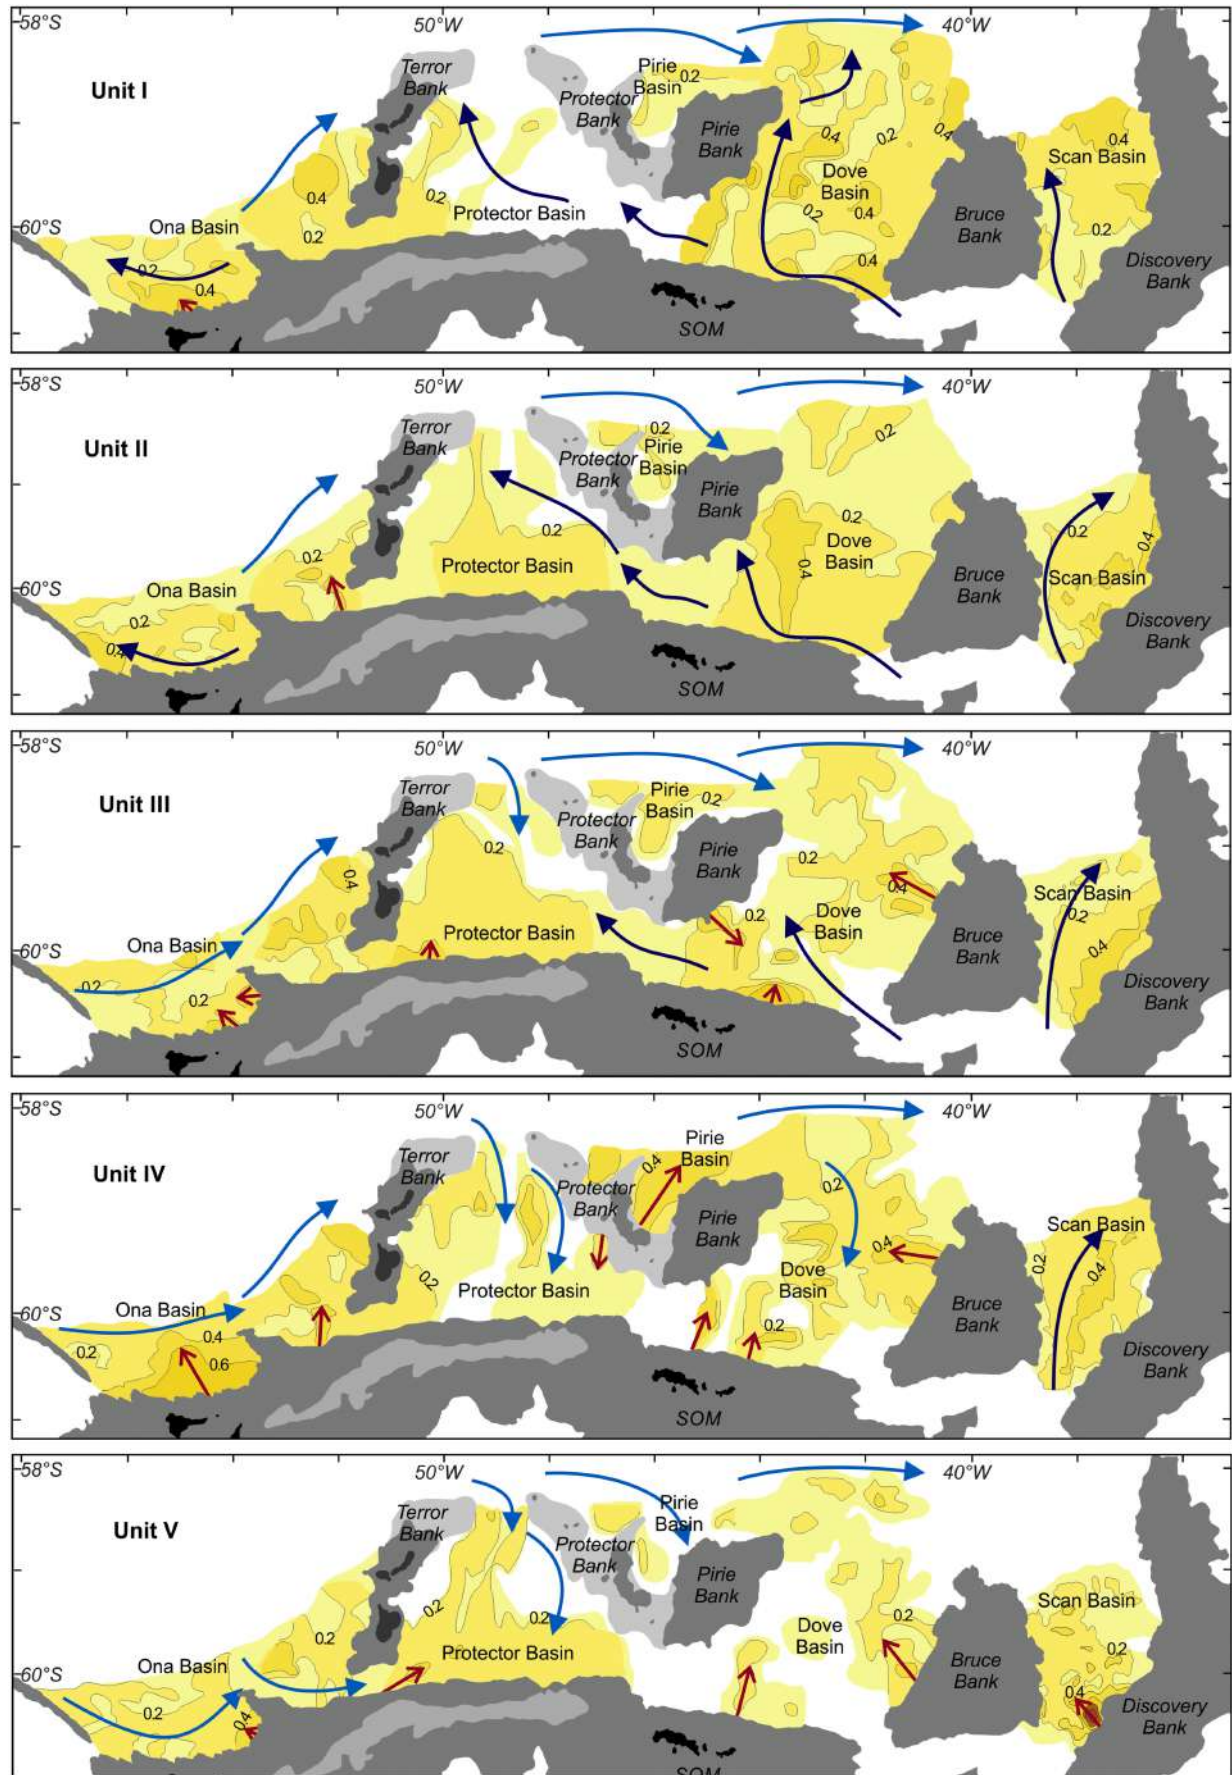 58°S
50°W
40°W
Unit I
Terror
Bank
Pirie
Basin
0.2
Protector
Bank
Pirie
Bank
0.4
0.2
0.4
0.4
Scan Basin
Dove
Basin
0.4
0.2
Protector Basin
Bruce
Bank
60°S
Ona Basin
0.2
0.2
0.4
0.2
0.4
0.4
0.2
Discovery
Bank
SOM
58°S
50°W
40°W
Unit II
Terror
Bank
0.2
Pirie
Basin
Protector
Bank
Pirie
Bank
0.2
0.2
0.2
0.2
0.4
0.2
Dove
Basin
0.4
Protector Basin
Bruce
Bank
Scan Basin
60°S
Ona Basin
0.2
0.4
Discovery
Bank
SOM
58°S
50°W
40°W
Unit III
Terror
Bank
Pirie
Basin
0.2
Protector
Bank
Pirie
Bank
0.2
0.2
0.4
0.4
Scan Basin
0.2
0.2
Dove
Basin
Protector Basin
Bruce
Bank
0.4
60°S
Ona Basin
0.2
0.2
Discovery
Bank
SOM
58°S
50°W
40°W
Unit IV
Terror
Bank
Pirie
Basin
0.4
Protector
Bank
Pirie
Bank
0.2
Scan Basin
0.4
0.2
0.4
0.2
Dove
Basin
Protector Basin
Bruce
Bank
60°S
Ona Basin
0.4
0.2
0.6
0.2
Discovery
Bank
SOM
58°S
50°W
40°W
Unit V
Terror
Bank
Pirie
Basin
Protector
Bank
Pirie
Bank
Scan Basin
0.2
0.2
0.2
0.2
Dove
Basin
0.2
Protector Basin
Bruce
Bank
60°S
Ona Basin
0.2
0.4
0.4
Discovery
Bank
SOM